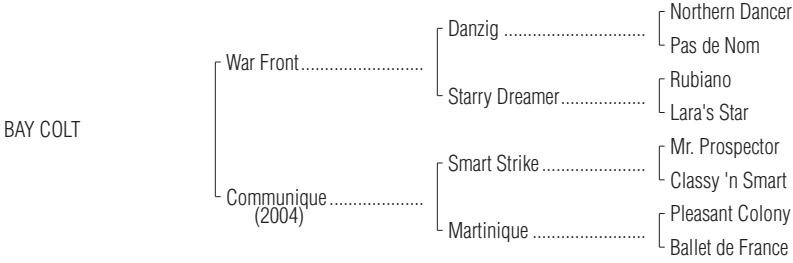 Northern Dancer
Danzig ..............................
Pas de Nom
War Front..........................
Rubiano
Starry Dreamer..................
Lara's Star
BAY COLT
Mr. Prospector
Smart Strike......................
Classy 'n Smart
Communique....................
(2004)
Pleasant Colony
Martinique ........................
Ballet de France